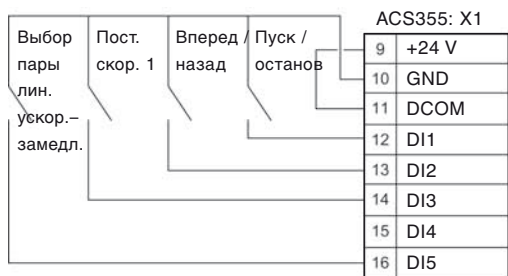 ACS355: X1
Выбор
пары
лин.
ускор.–
замедл.
Пост.
скор. 1
Вперед /
назад
Пуск /
останов
9 +24 V
10 GND
11 DCOM
12 DI1
13 DI2
14 DI3
15 DI4
16 DI5